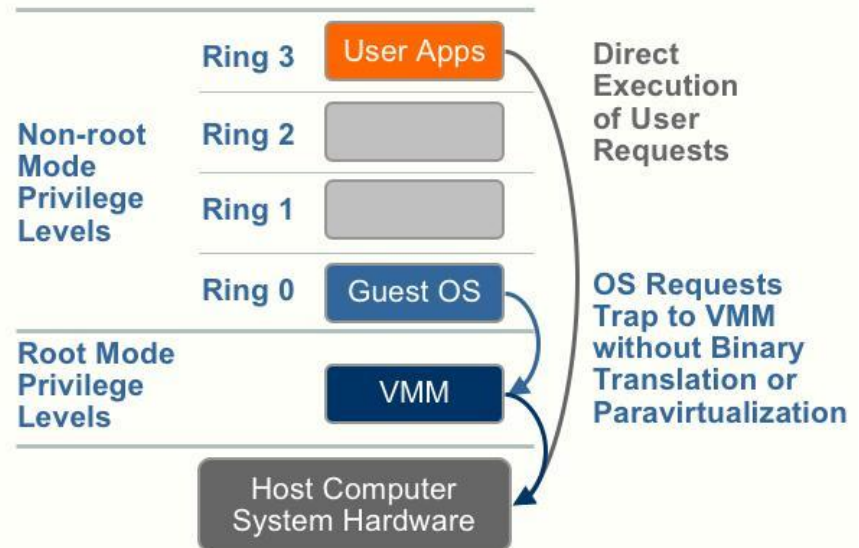 Ring 3
User Apps
Direct
Execution
of User
Requests
Non-root
Mode
Privilege
Levels
Ring 2
Ring 1
Ring 0
Guest OS
OS Requests
Trap to VMM
without Binary
Translation or
Paravirtualization
Root Mode
Privilege
Levels
VMM
Host Computer
System Hardware